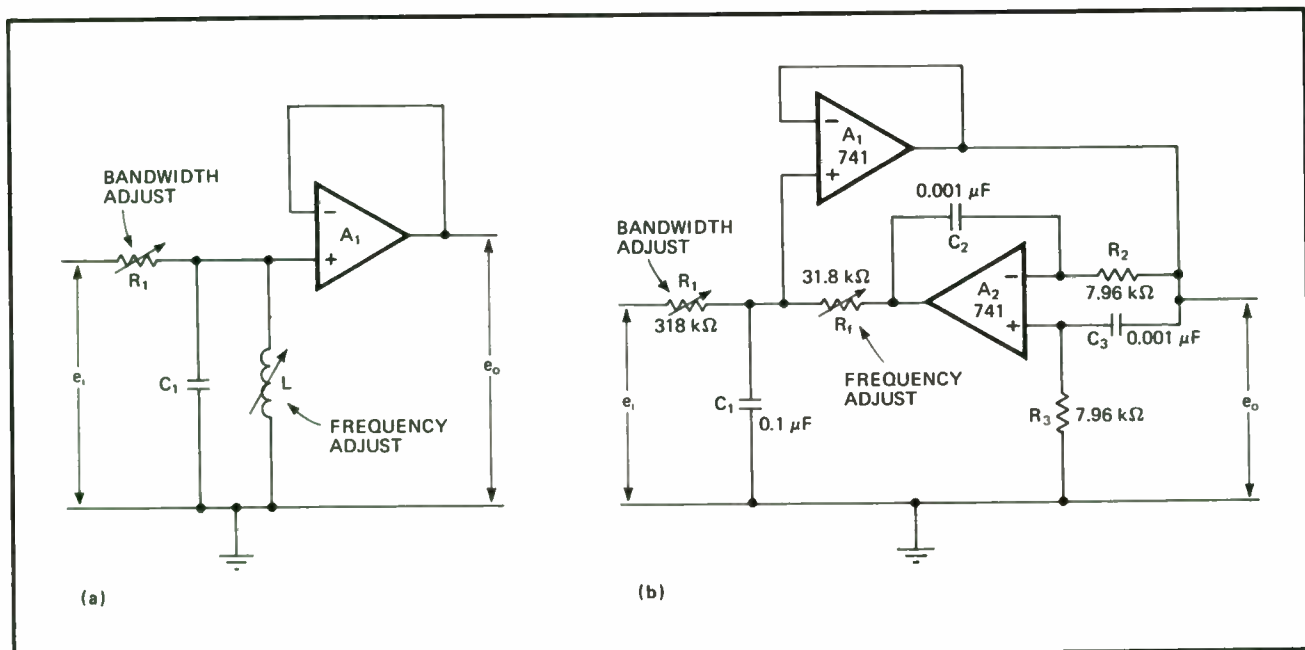 BANDWIDTH
ADJUST
R₁
A₁
−
+
eᵢ
C₁
L
FREQUENCY
ADJUST
eₒ
(a)
−
A₁
741
+
0.001 µF
C₂
BANDWIDTH
ADJUST
R₁
318 kΩ
31.8 kΩ
R_f
−
A₂
741
+
R₂
7.96 kΩ
C₃
0.001 µF
FREQUENCY
ADJUST
eᵢ
C₁
0.1 µF
R₃
7.96 kΩ
eₒ
(b)